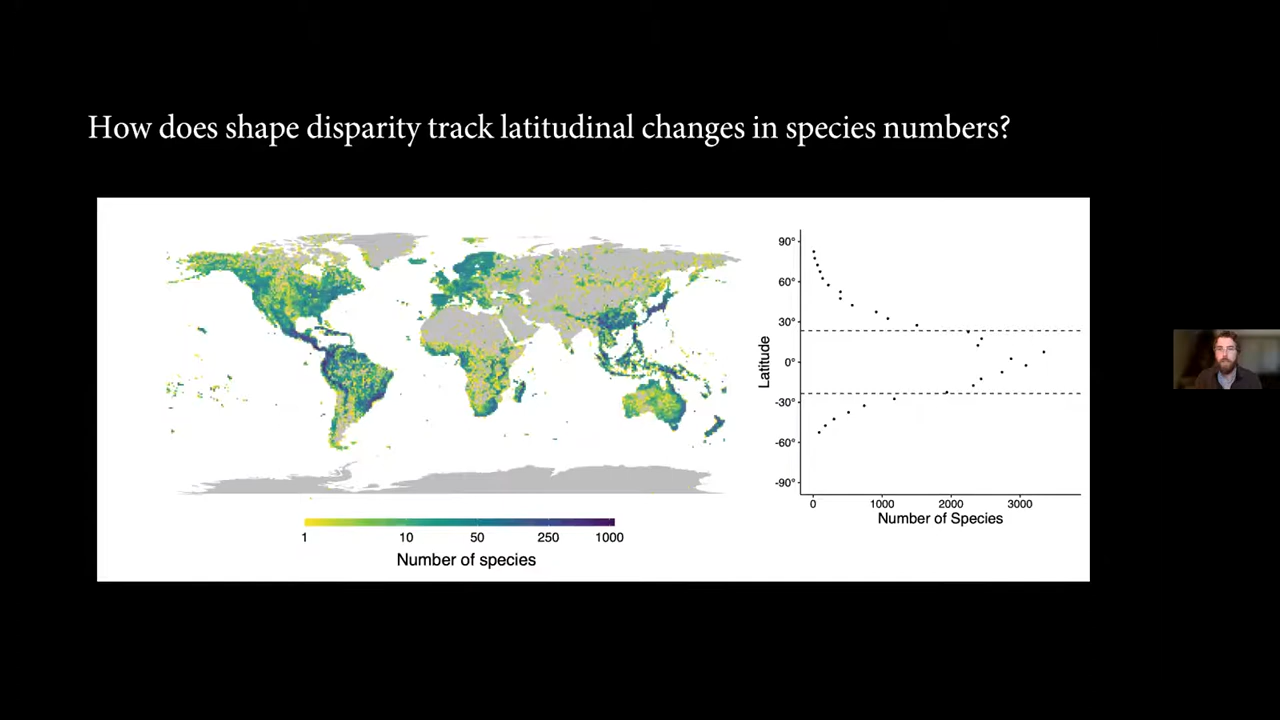 How does shape disparity track latitudinal changes in species numbers?
1 10 50 250 1000
Number of species
90°
60°
30°
0°
-30°
-60°
-90°
Latitude
0 1000 2000 3000
Number of Species